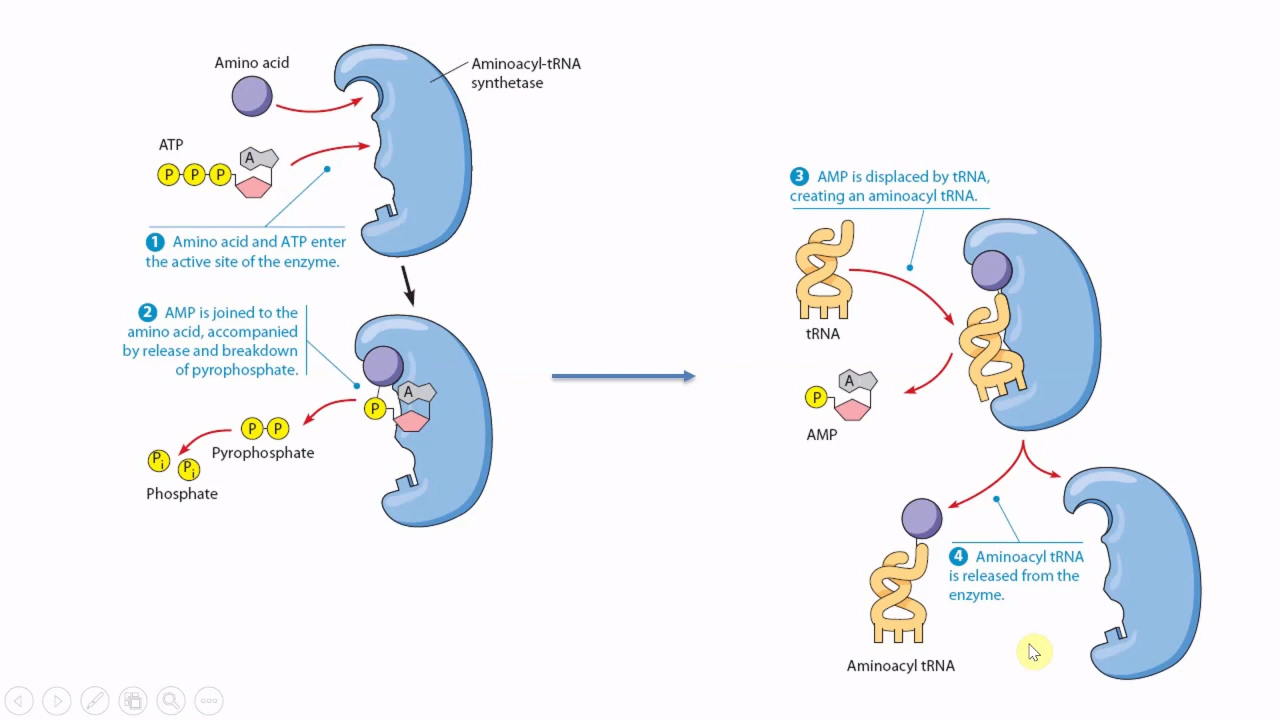 Amino acid
Aminoacyl-tRNA
synthetase
ATP
P P P A
1 Amino acid and ATP enter
the active site of the enzyme.
2 AMP is joined to the
amino acid, accompanied
by release and breakdown
of pyrophosphate.
A
P
P P
Pyrophosphate
Pi
Pi
Phosphate
3 AMP is displaced by tRNA,
creating an aminoacyl tRNA.
tRNA
A
P
AMP
4 Aminoacyl tRNA
is released from the
enzyme.
Aminoacyl tRNA